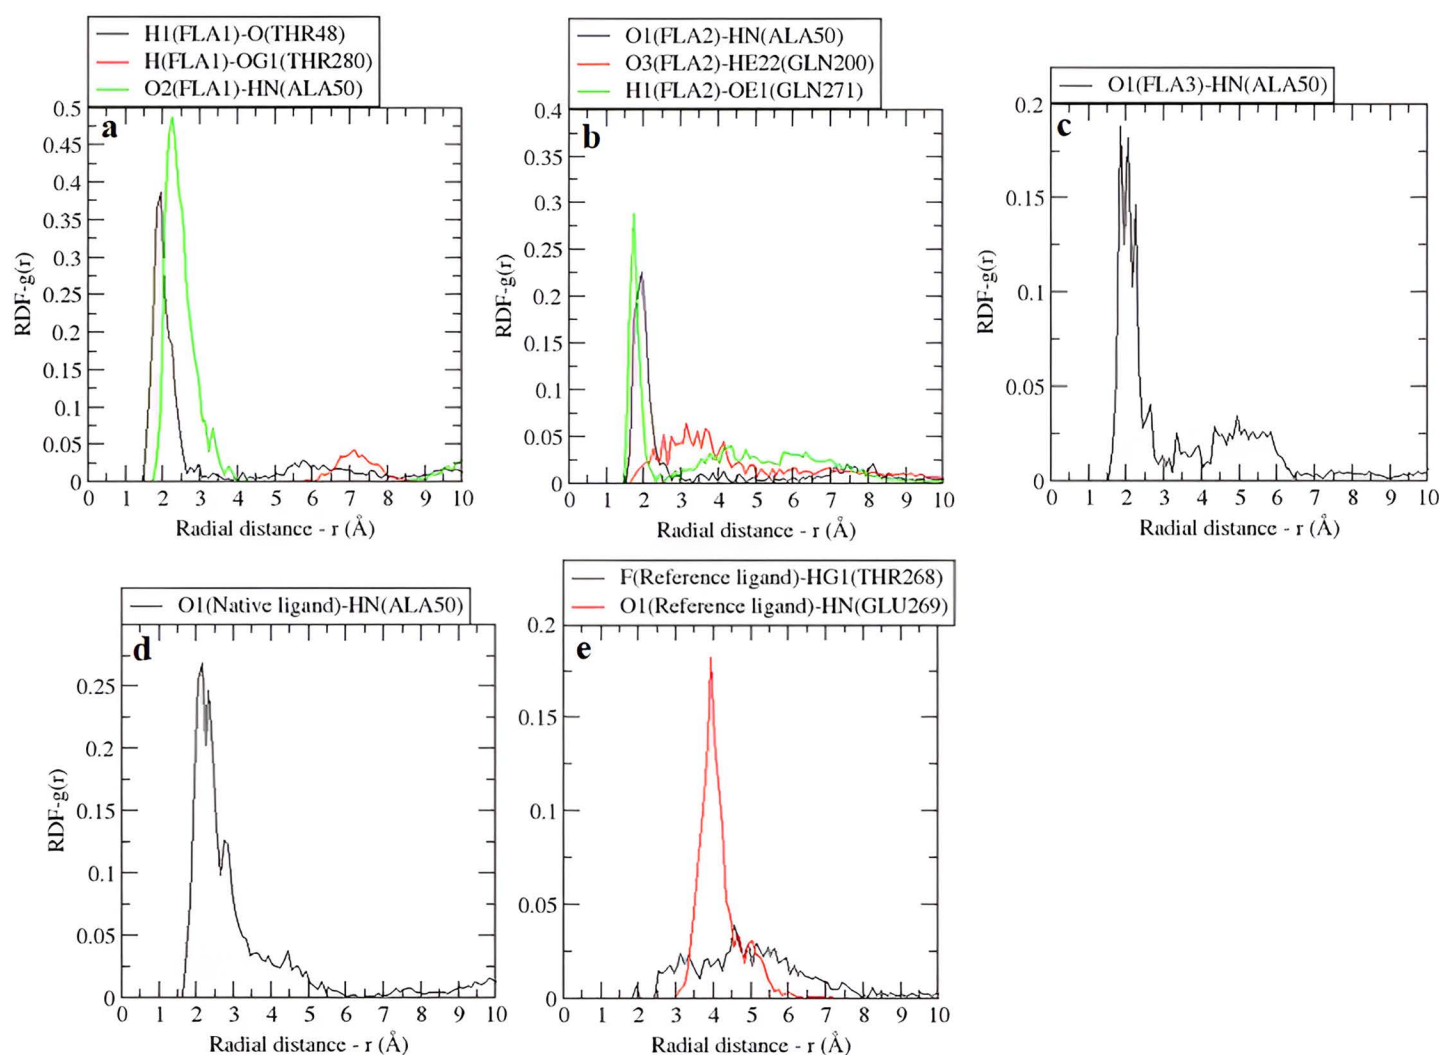 H1(FLA1)-O(THR48)
H(FLA1)-OG1(THR280)
O2(FLA1)-HN(ALA50)
a
0.5
0.45
0.4
0.35
0.3
0.25
0.2
0.15
0.1
0.05
0
RDF-g(r)
0 1 2 3 4 5 6 7 8 9 10
Radial distance - r (Å)
O1(FLA2)-HN(ALA50)
O3(FLA2)-HE22(GLN200)
H1(FLA2)-OE1(GLN271)
b
0.4
0.35
0.3
0.25
0.2
0.15
0.1
0.05
0
RDF-g(r)
0 1 2 3 4 5 6 7 8 9 10
Radial distance - r (Å)
O1(FLA3)-HN(ALA50)
c
0.2
0.15
0.1
0.05
0
RDF-g(r)
0 1 2 3 4 5 6 7 8 9 10
Radial distance - r (Å)
O1(Native ligand)-HN(ALA50)
d
0.25
0.2
0.15
0.1
0.05
0
RDF-g(r)
0 1 2 3 4 5 6 7 8 9 10
Radial distance - r (Å)
F(Reference ligand)-HG1(THR268)
O1(Reference ligand)-HN(GLU269)
e
0.2
0.15
0.1
0.05
0
0 1 2 3 4 5 6 7 8 9 10
Radial distance - r (Å)